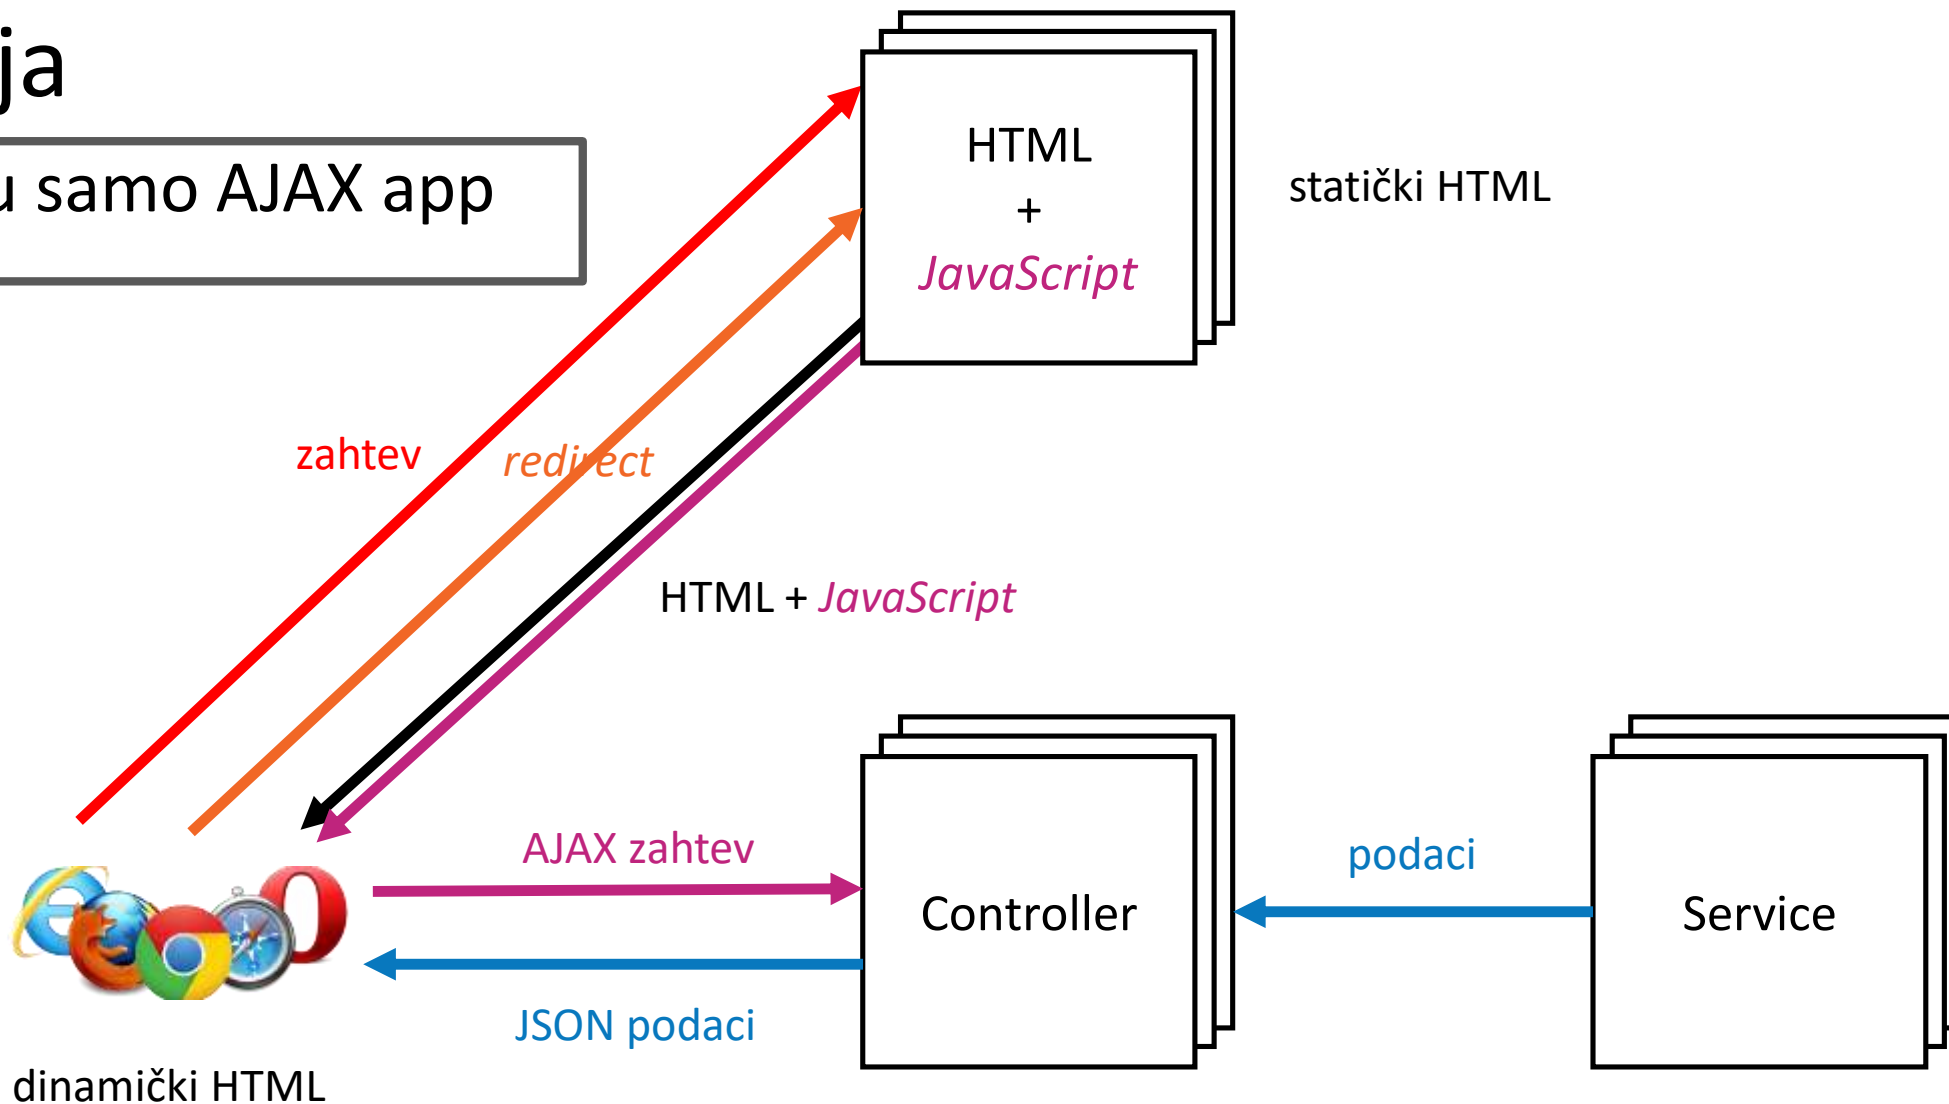 ja
u samo AJAX app
HTML
+
JavaScript
statički HTML
zahtev
redirect
HTML + JavaScript
AJAX zahtev
podaci
Controller
Service
JSON podaci
dinamički HTML